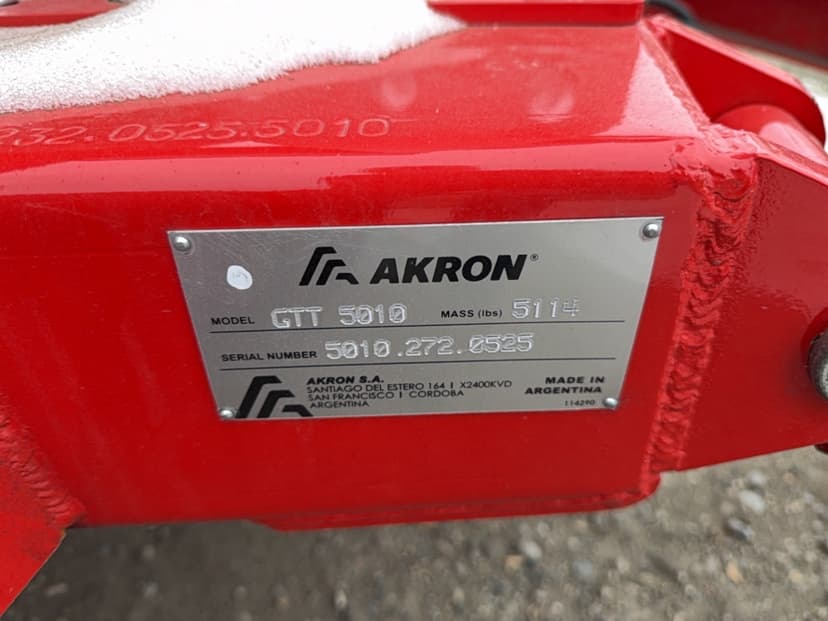 232.0525.5010
AKRON®
MODEL GTT 5010 MASS (lbs) 5114
SERIAL NUMBER 5010.272.0525
AKRON S.A.
SANTIAGO DEL ESTERO 164 | X2400KVD
SAN FRANCISCO | CORDOBA
ARGENTINA
MADE IN
ARGENTINA
114290